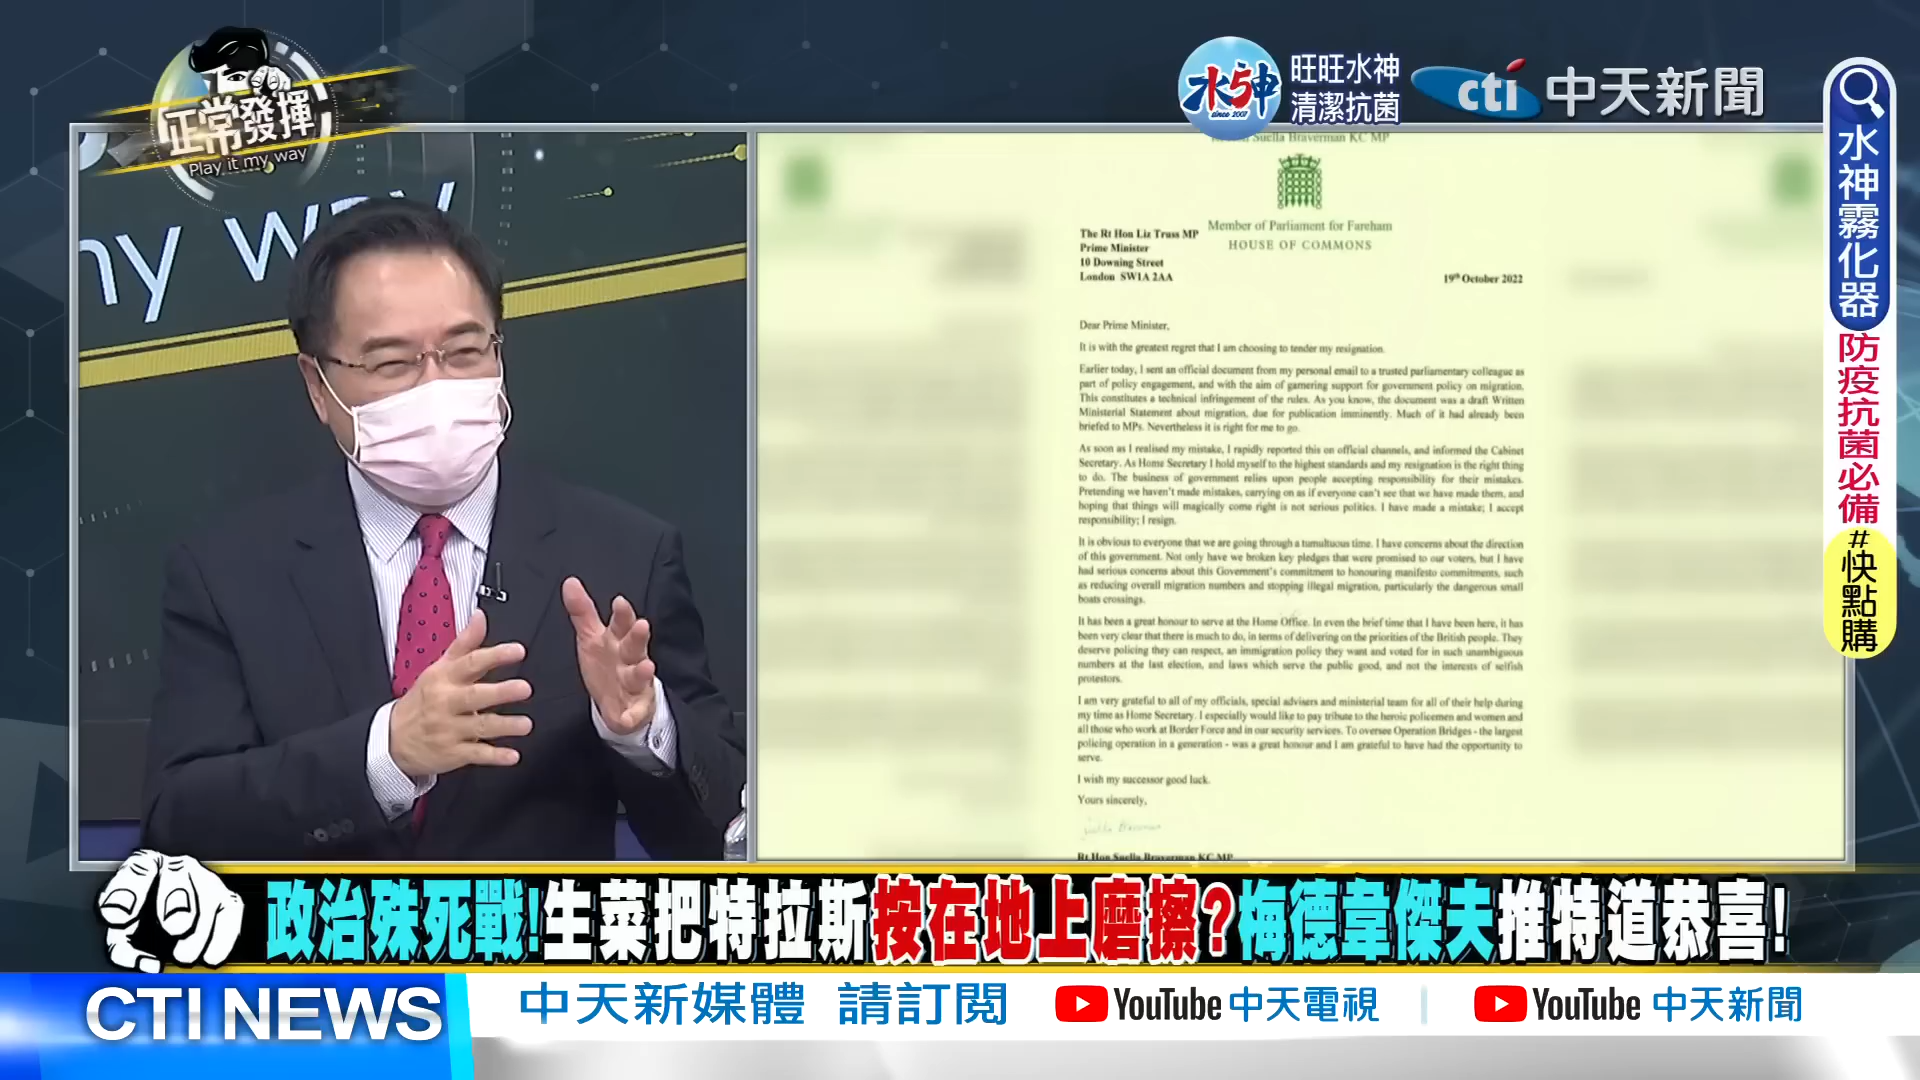 正常發揮
Play it my way
my way
水神
since 2007
旺旺水神
清潔抗菌
cti 中天新聞
水神霧化器
防疫抗菌必備
#快點購
Suella Braverman KC MP
Member of Parliament for Fareham
HOUSE OF COMMONS
The Rt Hon Liz Truss MP
Prime Minister
10 Downing Street
London SW1A 2AA
19th October 2022
Dear Prime Minister,
It is with the greatest regret that I am choosing to tender my resignation.
Earlier today, I sent an official document from my personal email to a trusted parliamentary colleague as
part of policy engagement, and with the aim of garnering support for government policy on migration.
This constitutes a technical infringement of the rules. As you know, the document was a draft Written
Ministerial Statement about migration, due for publication imminently. Much of it had already been
briefed to MPs. Nevertheless it is right for me to go.
As soon as I realised my mistake, I rapidly reported this on official channels, and informed the Cabinet
Secretary. As Home Secretary I hold myself to the highest standards and my resignation is the right thing
to do. The business of government relies upon people accepting responsibility for their mistakes.
Pretending we haven't made mistakes, carrying on as if everyone can't see that we have made them, and
hoping that things will magically come right is not serious politics. I have made a mistake; I accept
responsibility; I resign.
It is obvious to everyone that we are going through a tumultuous time. I have concerns about the direction
of this government. Not only have we broken key pledges that were promised to our voters, but I have
had serious concerns about this Government's commitment to honouring manifesto commitments, such
as reducing overall migration numbers and stopping illegal migration, particularly the dangerous small
boats crossings.
It has been a great honour to serve at the Home Office. In even the brief time that I have been here, it has
been very clear that there is much to do, in terms of delivering on the priorities of the British people. They
deserve policing they can respect, an immigration policy they want and voted for in such unambiguous
numbers at the last election, and laws which serve the public good, and not the interests of selfish
protestors.
I am very grateful to all of my officials, special advisers and ministerial team for all of their help during
my time as Home Secretary. I especially would like to pay tribute to the heroic policemen and women and
all those who work at Border Force and in our security services. To oversee Operation Bridges - the largest
policing operation in a generation - was a great honour and I am grateful to have had the opportunity to
serve.
I wish my successor good luck.
Yours sincerely,
Suella Braverman
Rt Hon Suella Braverman KC MP
政治殊死戰!生菜把特拉斯按在地上磨擦?梅德韋傑夫推特道恭喜!
CTI NEWS
中天新媒體 請訂閱
YouTube 中天電視
YouTube 中天新聞